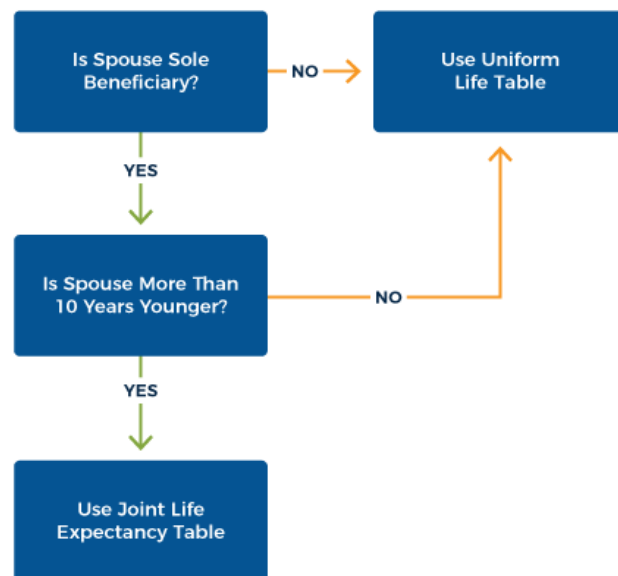 Is Spouse Sole
Beneficiary?
NO
Use Uniform
Life Table
YES
Is Spouse More Than
10 Years Younger?
NO
YES
Use Joint Life
Expectancy Table